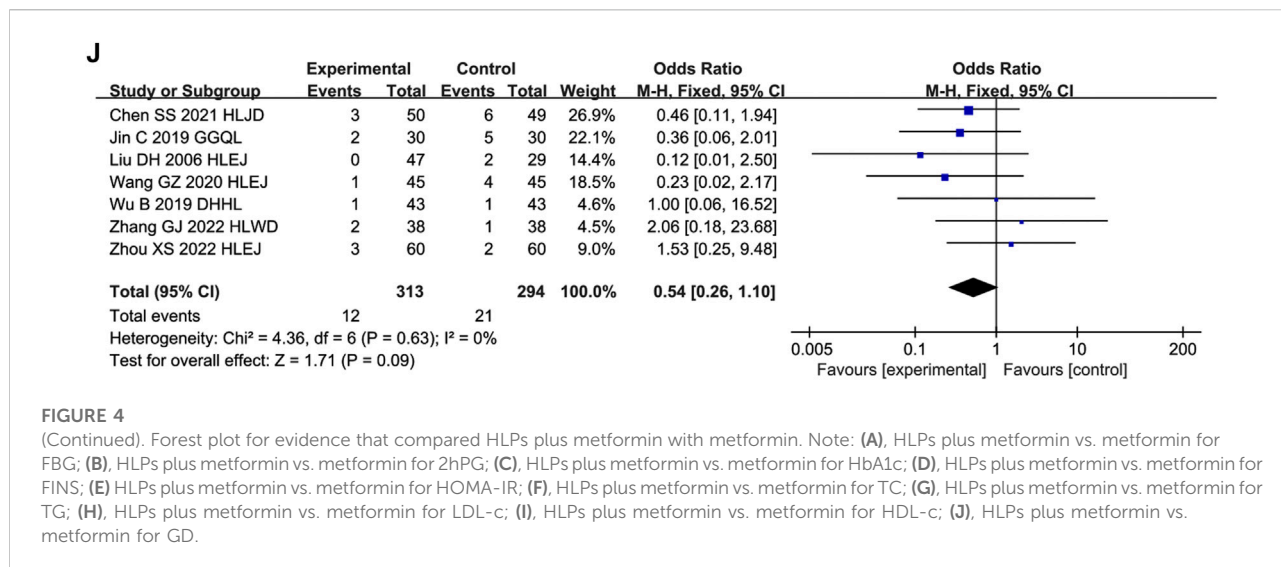 J
Experimental Control Odds Ratio Odds Ratio
Study or Subgroup Events Total Events Total Weight M-H, Fixed, 95% CI M-H, Fixed, 95% CI
Chen SS 2021 HLJD 3 50 6 49 26.9% 0.46 [0.11, 1.94]
Jin C 2019 GGQL 2 30 5 30 22.1% 0.36 [0.06, 2.01]
Liu DH 2006 HLEJ 0 47 2 29 14.4% 0.12 [0.01, 2.50]
Wang GZ 2020 HLEJ 1 45 4 45 18.5% 0.23 [0.02, 2.17]
Wu B 2019 DHHL 1 43 1 43 4.6% 1.00 [0.06, 16.52]
Zhang GJ 2022 HLWD 2 38 1 38 4.5% 2.06 [0.18, 23.68]
Zhou XS 2022 HLEJ 3 60 2 60 9.0% 1.53 [0.25, 9.48]
Total (95% CI) 313 294 100.0% 0.54 [0.26, 1.10]
Total events 12 21
Heterogeneity: Chi² = 4.36, df = 6 (P = 0.63); I² = 0%
Test for overall effect: Z = 1.71 (P = 0.09)
0.005 0.1 1 10 200
Favours [experimental] Favours [control]
FIGURE 4
(Continued). Forest plot for evidence that compared HLPs plus metformin with metformin. Note: (A), HLPs plus metformin vs. metformin for
FBG; (B), HLPs plus metformin vs. metformin for 2hPG; (C), HLPs plus metformin vs. metformin for HbA1c; (D), HLPs plus metformin vs. metformin for
FINS; (E) HLPs plus metformin vs. metformin for HOMA-IR; (F), HLPs plus metformin vs. metformin for TC; (G), HLPs plus metformin vs. metformin for
TG; (H), HLPs plus metformin vs. metformin for LDL-c; (I), HLPs plus metformin vs. metformin for HDL-c; (J), HLPs plus metformin vs.
metformin for GD.